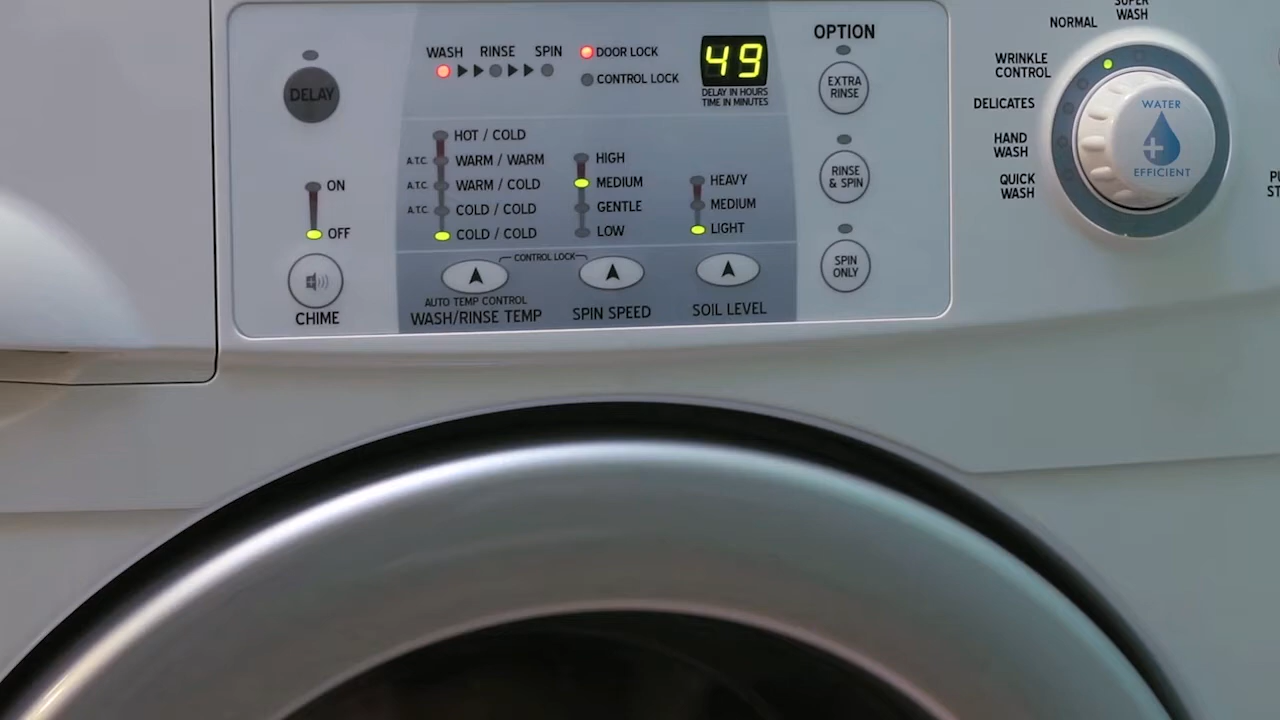 DELAY
ON
OFF
CHIME
WASH RINSE SPIN
DOOR LOCK
CONTROL LOCK
49
DELAY IN HOURS
TIME IN MINUTES
HOT / COLD
A.T.C. WARM / WARM
A.T.C. WARM / COLD
A.T.C. COLD / COLD
COLD / COLD
HIGH
MEDIUM
GENTLE
LOW
HEAVY
MEDIUM
LIGHT
CONTROL LOCK
AUTO TEMP CONTROL
WASH/RINSE TEMP
SPIN SPEED
SOIL LEVEL
OPTION
EXTRA
RINSE
RINSE
& SPIN
SPIN
ONLY
SUPER
WASH
NORMAL
WRINKLE
CONTROL
DELICATES
HAND
WASH
QUICK
WASH
WATER
EFFICIENT